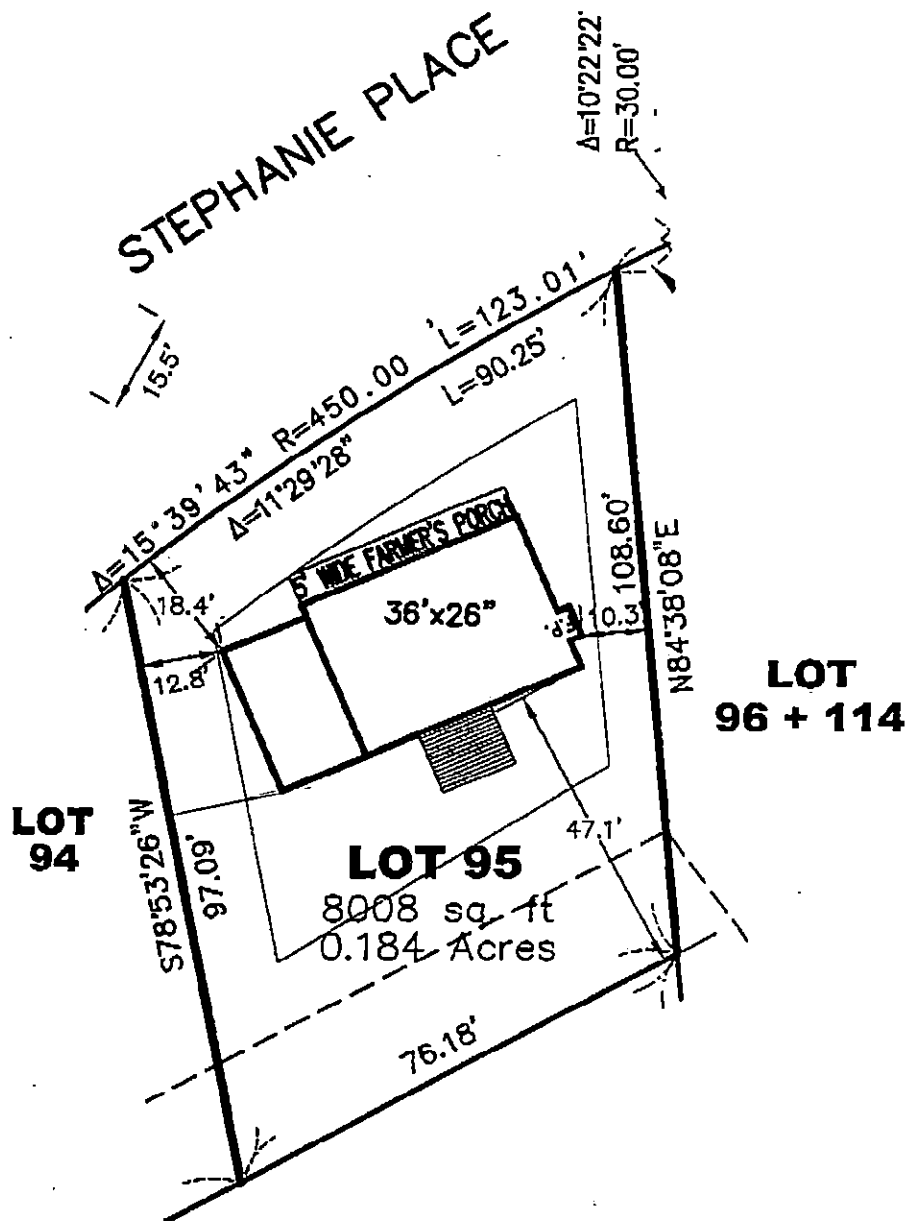 STEPHANIE PLACE
Δ=10°22'22'
R=30.00'
15.5'
Δ=15°39'43" R=450.00 'L=123.01'
Δ=11°29'28"
L=90.25'
18.4'
12.8'
5' WIDE FARMER'S PORCH
36'x26"
10.3
108.60'
N84°38'08"E
LOT
96 + 114
LOT
94
S78°53'26"W
97.09'
47.1'
LOT 95
8008 sq. ft
0.184 Acres
76.18'